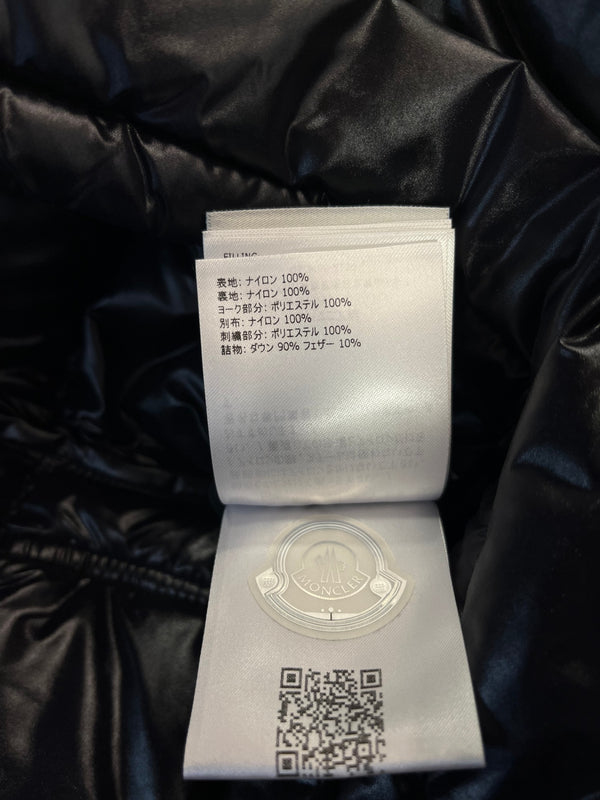 FILLING
表地: ナイロン 100%
裏地: ナイロン 100%
ヨーク部分: ポリエステル 100%
別布: ナイロン 100%
刺繍部分: ポリエステル 100%
詰物: ダウン 90% フェザー 10%
MONCLER